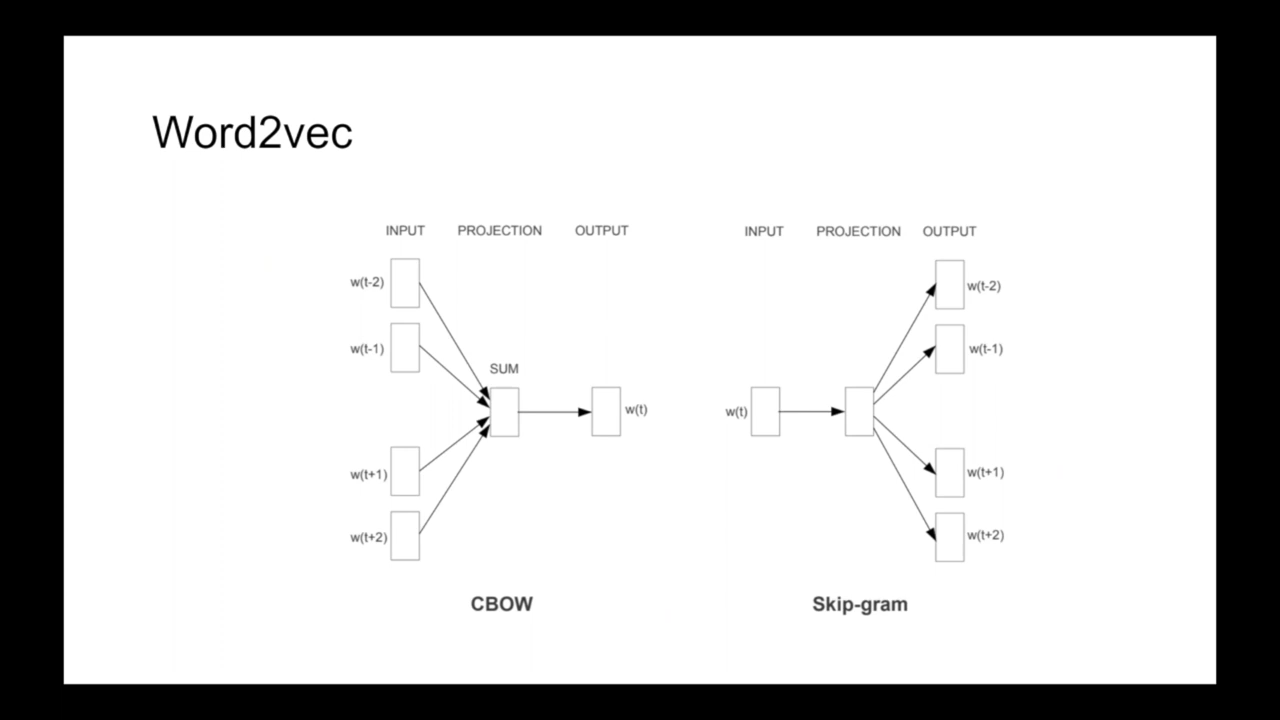 Word2vec
INPUT PROJECTION OUTPUT
w(t-2)
w(t-1)
SUM
w(t)
w(t+1)
w(t+2)
CBOW
INPUT PROJECTION OUTPUT
w(t-2)
w(t-1)
w(t)
w(t+1)
w(t+2)
Skip-gram